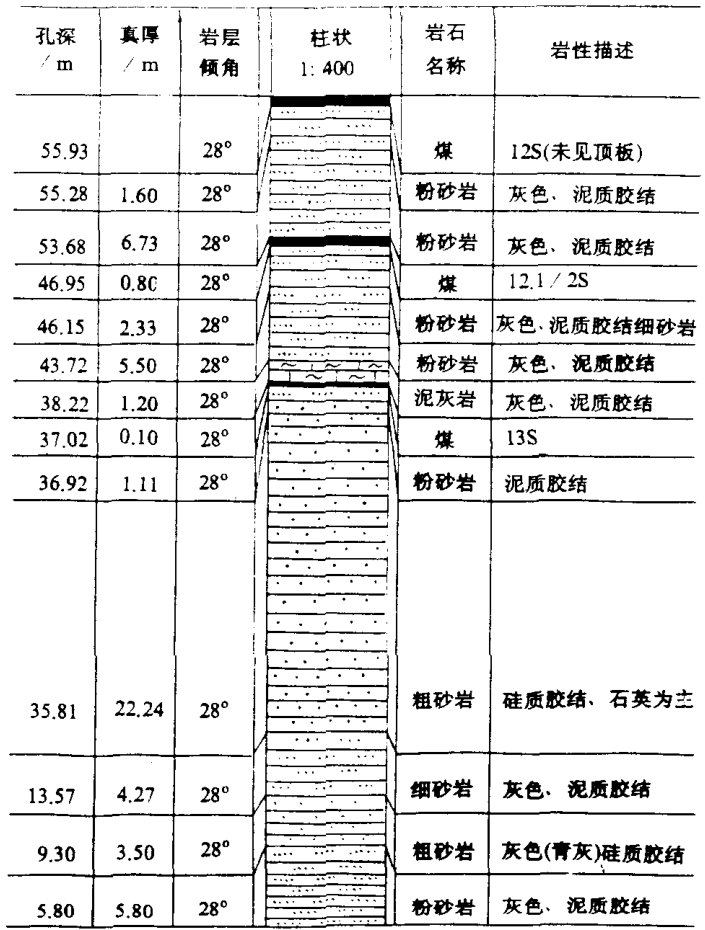 孔深 真厚 岩层 柱状 岩石 岩性描述
/ m / m 倾角 1: 400 名称
55.93 28° 煤 12S(未见顶板)
55.28 1.60 28° 粉砂岩 灰色、泥质胶结
53.68 6.73 28° 粉砂岩 灰色、泥质胶结
46.95 0.80 28° 煤 12.1 / 2S
46.15 2.33 28° 粉砂岩 灰色、泥质胶结细砂岩
43.72 5.50 28° 粉砂岩 灰色、泥质胶结
38.22 1.20 28° 泥灰岩 灰色、泥质胶结
37.02 0.10 28° 煤 13S
36.92 1.11 28° 粉砂岩 泥质胶结
35.81 22.24 28° 粗砂岩 硅质胶结、石英为主
13.57 4.27 28° 细砂岩 灰色、泥质胶结
9.30 3.50 28° 粗砂岩 灰色(青灰)硅质胶结
5.80 5.80 28° 粉砂岩 灰色、泥质胶结